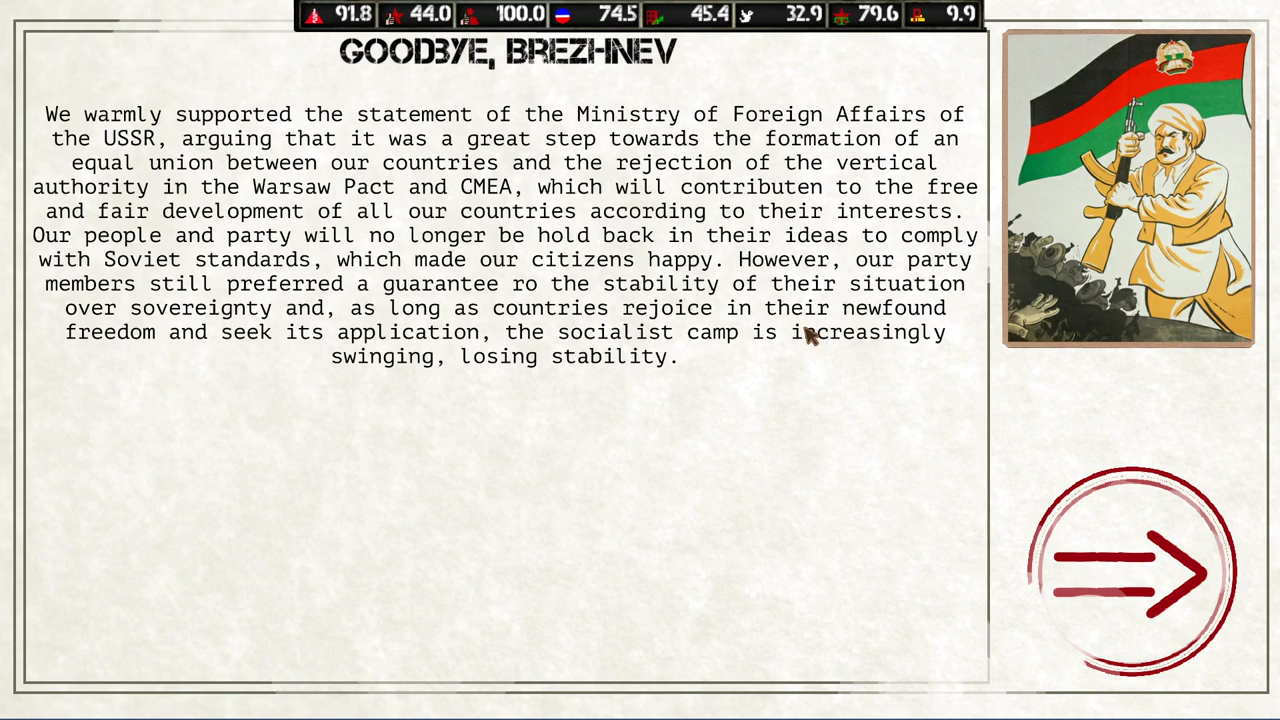 91.8 44.0 100.0 74.5 45.4 32.9 79.6 9.9
GOODBYE, BREZHNEV
We warmly supported the statement of the Ministry of Foreign Affairs of
the USSR, arguing that it was a great step towards the formation of an
equal union between our countries and the rejection of the vertical
authority in the Warsaw Pact and CMEA, which will contributen to the free
and fair development of all our countries according to their interests.
Our people and party will no longer be hold back in their ideas to comply
with Soviet standards, which made our citizens happy. However, our party
members still preferred a guarantee ro the stability of their situation
over sovereignty and, as long as countries rejoice in their newfound
freedom and seek its application, the socialist camp is increasingly
swinging, losing stability.